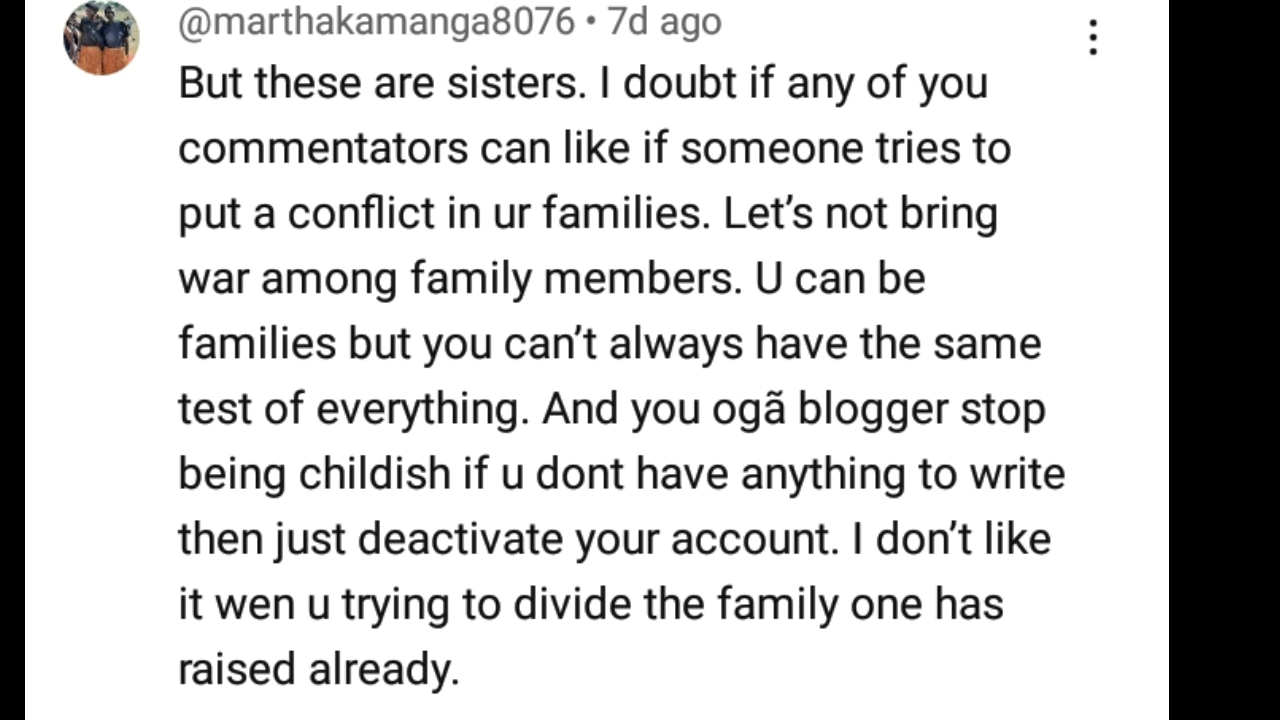 @marthakamanga8076 • 7d ago
But these are sisters. I doubt if any of you
commentators can like if someone tries to
put a conflict in ur families. Let’s not bring
war among family members. U can be
families but you can’t always have the same
test of everything. And you ogã blogger stop
being childish if u dont have anything to write
then just deactivate your account. I don’t like
it wen u trying to divide the family one has
raised already.